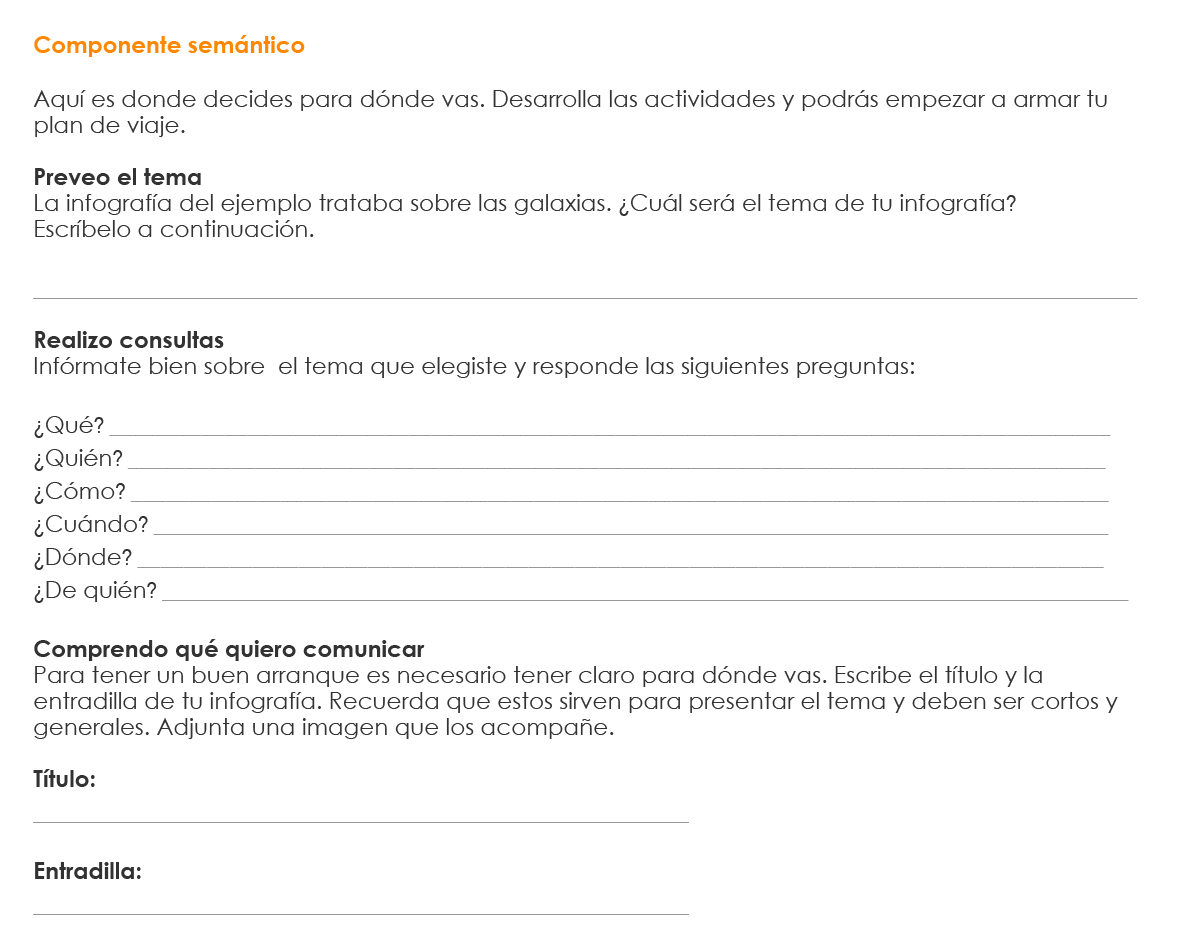 Componente semántico
Aquí es donde decides para dónde vas. Desarrolla las actividades y podrás empezar a armar tu
plan de viaje.
Preveo el tema
La infografía del ejemplo trataba sobre las galaxias. ¿Cuál será el tema de tu infografía?
Escríbelo a continuación.
Realizo consultas
Infórmate bien sobre  el tema que elegiste y responde las siguientes preguntas:
¿Qué?
¿Quién?
¿Cómo?
¿Cuándo?
¿Dónde?
¿De quién?
Comprendo qué quiero comunicar
Para tener un buen arranque es necesario tener claro para dónde vas. Escribe el título y la
entradilla de tu infografía. Recuerda que estos sirven para presentar el tema y deben ser cortos y
generales. Adjunta una imagen que los acompañe.
Título:
Entradilla: